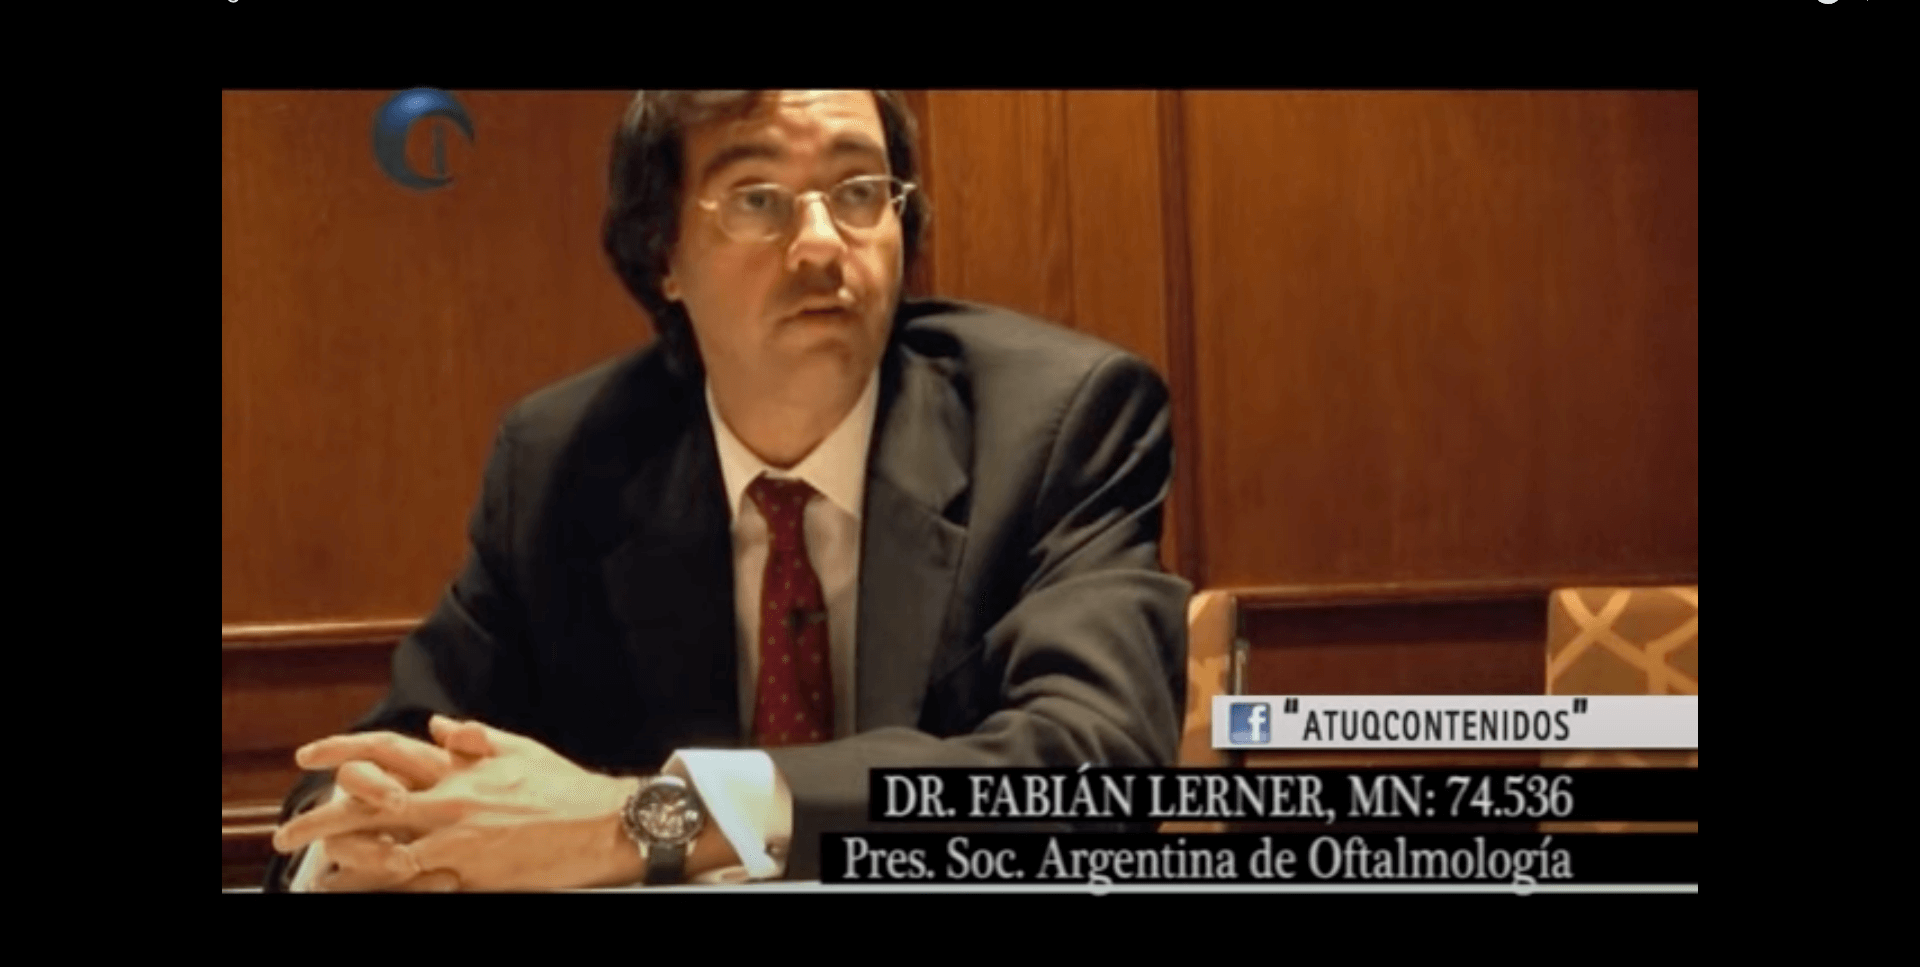 "ATUQCONTENIDOS"
DR. FABIÁN LERNER, MN: 74.536
Pres. Soc. Argentina de Oftalmología